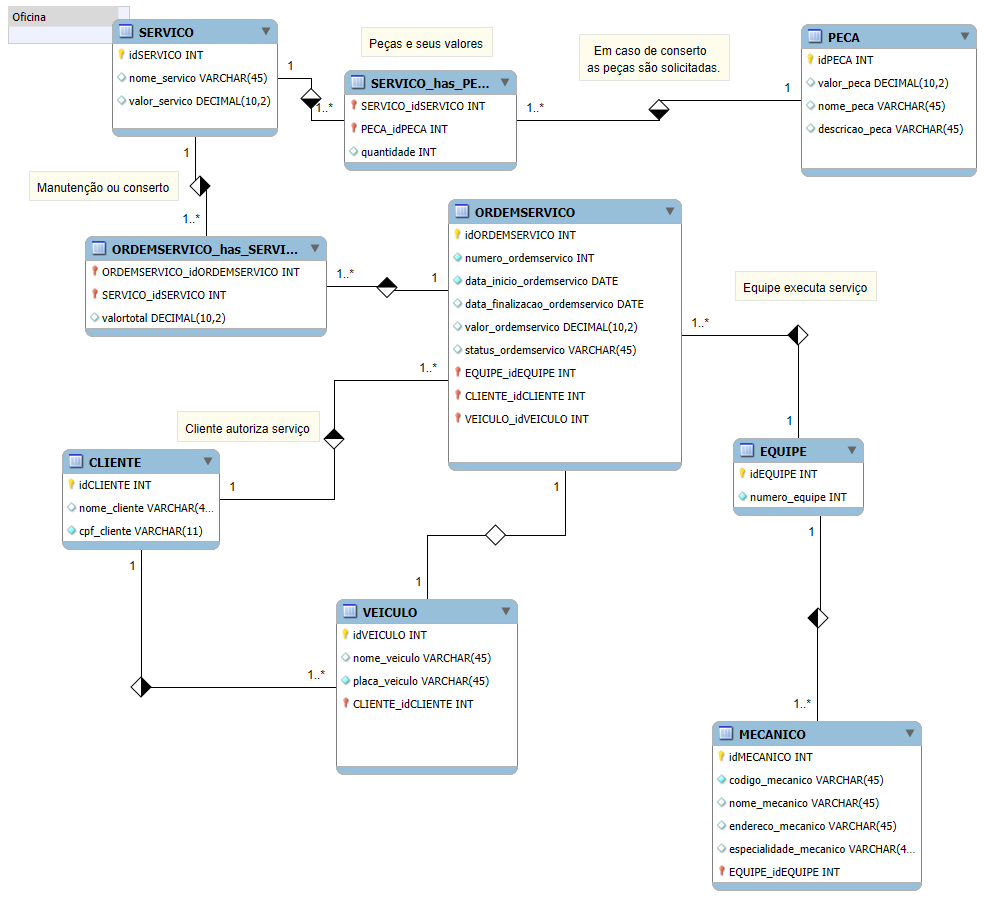 Oficina
SERVICO
idSERVICO INT
nome_servico VARCHAR(45)
valor_servico DECIMAL(10,2)
1
1..*
Peças e seus valores
SERVICO_has_PE...
SERVICO_idSERVICO INT
PECA_idPECA INT
quantidade INT
1..*
Em caso de conserto
as peças são solicitadas.
1
PECA
idPECA INT
valor_peca DECIMAL(10,2)
nome_peca VARCHAR(45)
descricao_peca VARCHAR(45)
1
Manutenção ou conserto
1..*
ORDEMSERVICO_has_SERVI...
ORDEMSERVICO_idORDEMSERVICO INT
SERVICO_idSERVICO INT
valortotal DECIMAL(10,2)
1..*
1
ORDEMSERVICO
idORDEMSERVICO INT
numero_ordemservico INT
data_inicio_ordemservico DATE
data_finalizacao_ordemservico DATE
valor_ordemservico DECIMAL(10,2)
status_ordemservico VARCHAR(45)
EQUIPE_idEQUIPE INT
CLIENTE_idCLIENTE INT
VEICULO_idVEICULO INT
Equipe executa serviço
1..*
1
1..*
Cliente autoriza serviço
CLIENTE
idCLIENTE INT
nome_cliente VARCHAR(4...
cpf_cliente VARCHAR(11)
1
1
EQUIPE
idEQUIPE INT
numero_equipe INT
1
1
1
1..*
VEICULO
idVEICULO INT
nome_veiculo VARCHAR(45)
placa_veiculo VARCHAR(45)
CLIENTE_idCLIENTE INT
1..*
MECANICO
idMECANICO INT
codigo_mecanico VARCHAR(45)
nome_mecanico VARCHAR(45)
endereco_mecanico VARCHAR(45)
especialidade_mecanico VARCHAR(4...
EQUIPE_idEQUIPE INT